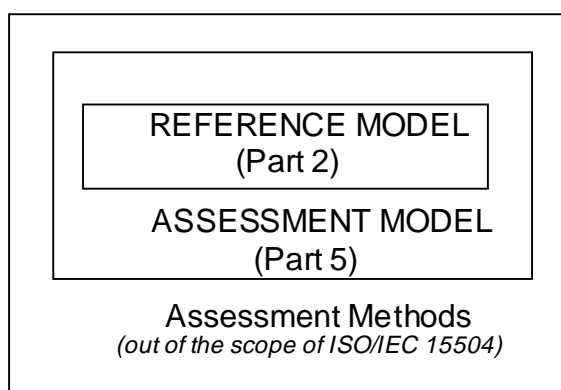 REFERENCE MODEL
(Part 2)
ASSESSMENT MODEL
(Part 5)
Assessment Methods
(out of the scope of ISO/IEC 15504)